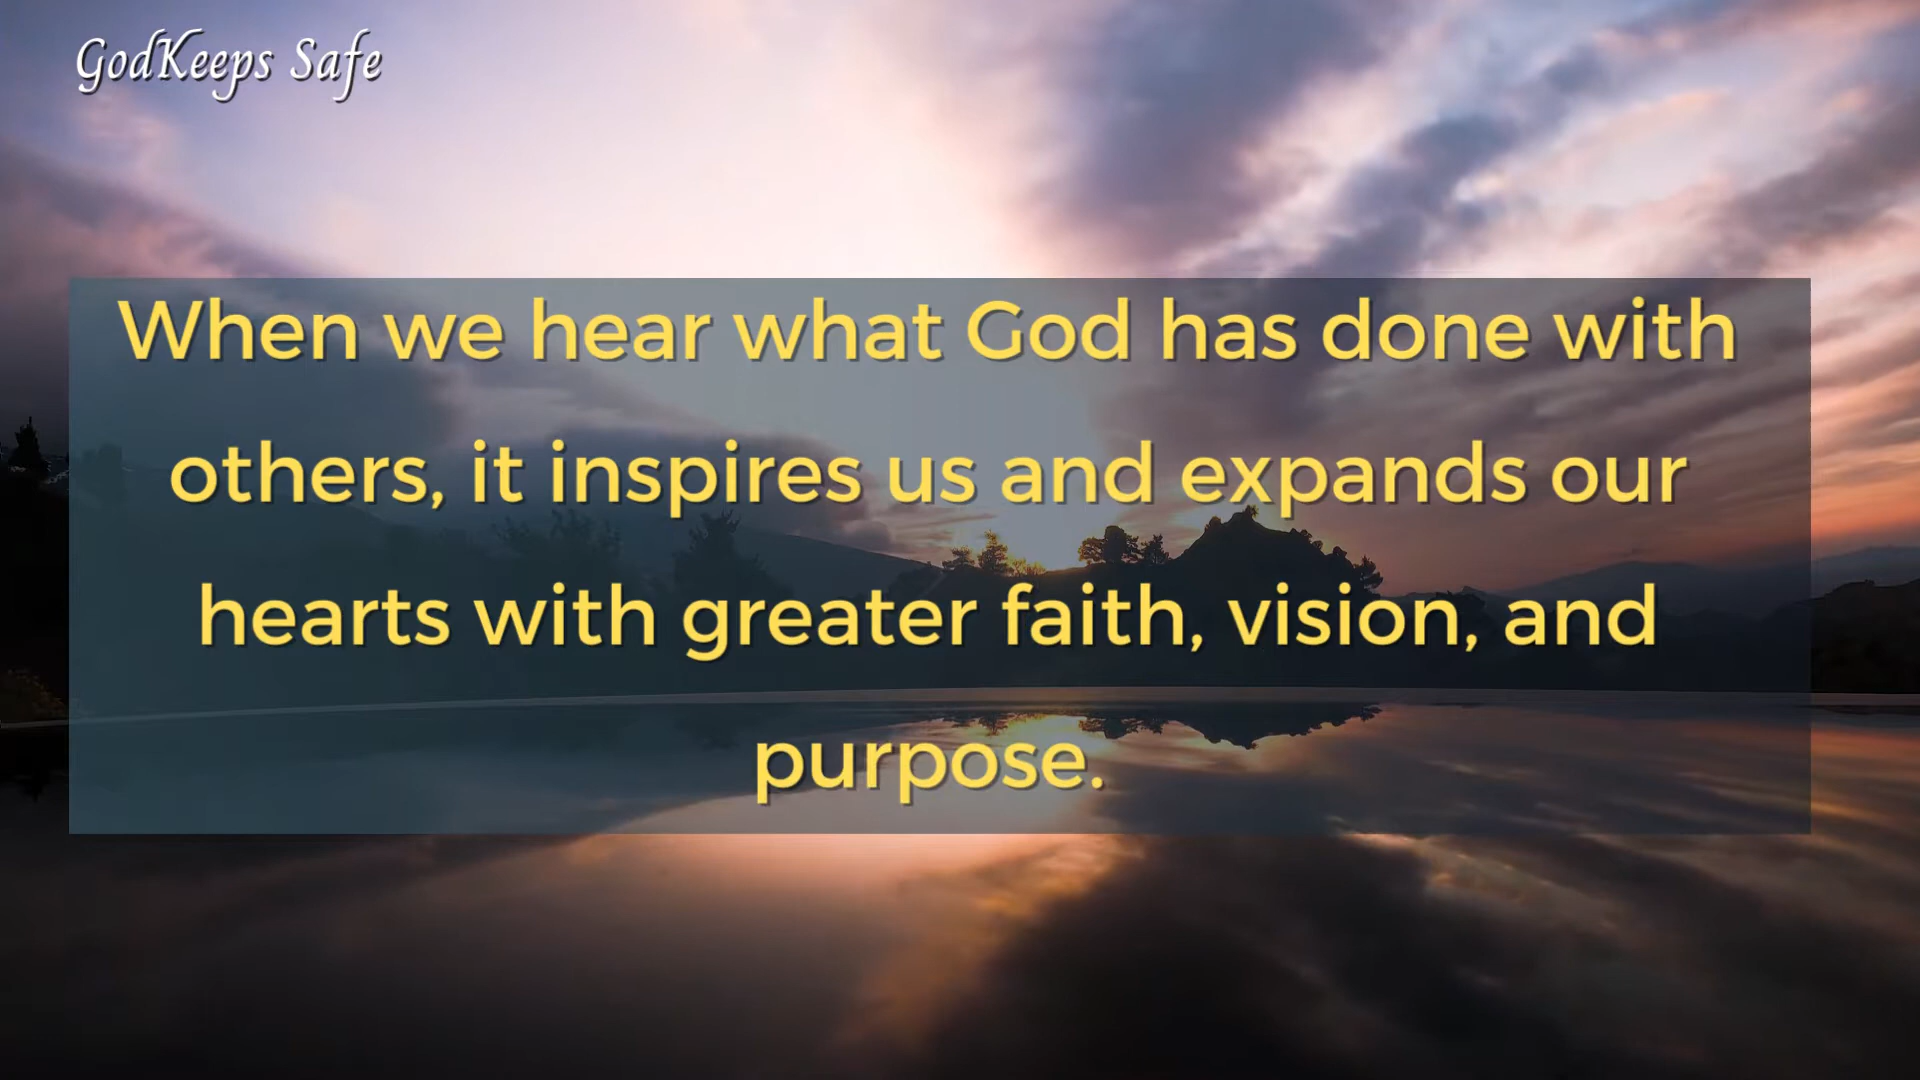 GodKeeps Safe
When we hear what God has done with
others, it inspires us and expands our
hearts with greater faith, vision, and
purpose.